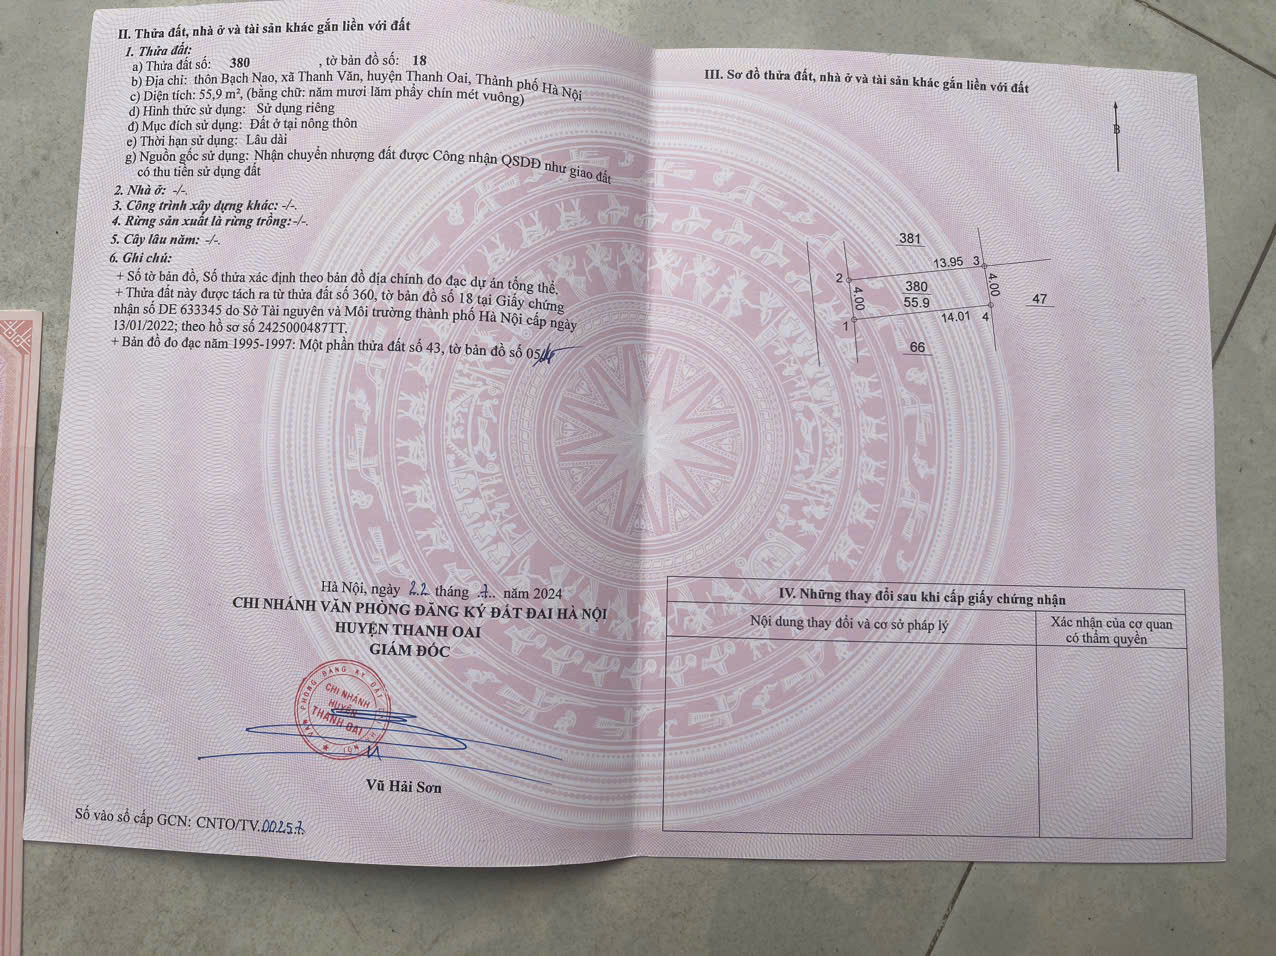 II. Thửa đất, nhà ở và tài sản khác gắn liền với đất
1. Thửa đất:
a) Thửa đất số: 380 , tờ bản đồ số: 18
b) Địa chỉ: thôn Bạch Nao, xã Thanh Văn, huyện Thanh Oai, Thành phố Hà Nội
c) Diện tích: 55,9 m², (bằng chữ: năm mươi lăm phẩy chín mét vuông)
d) Hình thức sử dụng: Sử dụng riêng
đ) Mục đích sử dụng: Đất ở tại nông thôn
e) Thời hạn sử dụng: Lâu dài
g) Nguồn gốc sử dụng: Nhận chuyển nhượng đất được Công nhận QSDĐ như giao đất
có thu tiền sử dụng đất
2. Nhà ở: -/-.
3. Công trình xây dựng khác: -/-.
4. Rừng sản xuất là rừng trồng:-/-.
5. Cây lâu năm: -/-.
6. Ghi chú:
+ Số tờ bản đồ, Số thửa xác định theo bản đồ địa chính đo đạc dự án tổng thể.
+ Thửa đất này được tách ra từ thửa đất số 360, tờ bản đồ số 18 tại Giấy chứng
nhận số DE 633345 do Sở Tài nguyên và Môi trường thành phố Hà Nội cấp ngày
13/01/2022; theo hồ sơ số 2425000487TT.
+ Bản đồ đo đạc năm 1995-1997: Một phần thửa đất số 43, tờ bản đồ số 05
Hà Nội, ngày 22 tháng .7.. năm 2024
CHI NHÁNH VĂN PHÒNG ĐĂNG KÝ ĐẤT ĐAI HÀ NỘI
HUYỆN THANH OAI
GIÁM ĐỐC
VĂN PHÒNG ĐĂNG KÝ ĐẤT
CHI NHÁNH
HUYỆN
THANH OAI
Vũ Hải Sơn
Số vào sổ cấp GCN: CNTO/TV.00257
III. Sơ đồ thửa đất, nhà ở và tài sản khác gắn liền với đất
B
381
13.95 3
2
4.00
380
55.9
4.00
47
1
14.01 4
66
IV. Những thay đổi sau khi cấp giấy chứng nhận
Nội dung thay đổi và cơ sở pháp lý
Xác nhận của cơ quan
có thẩm quyền